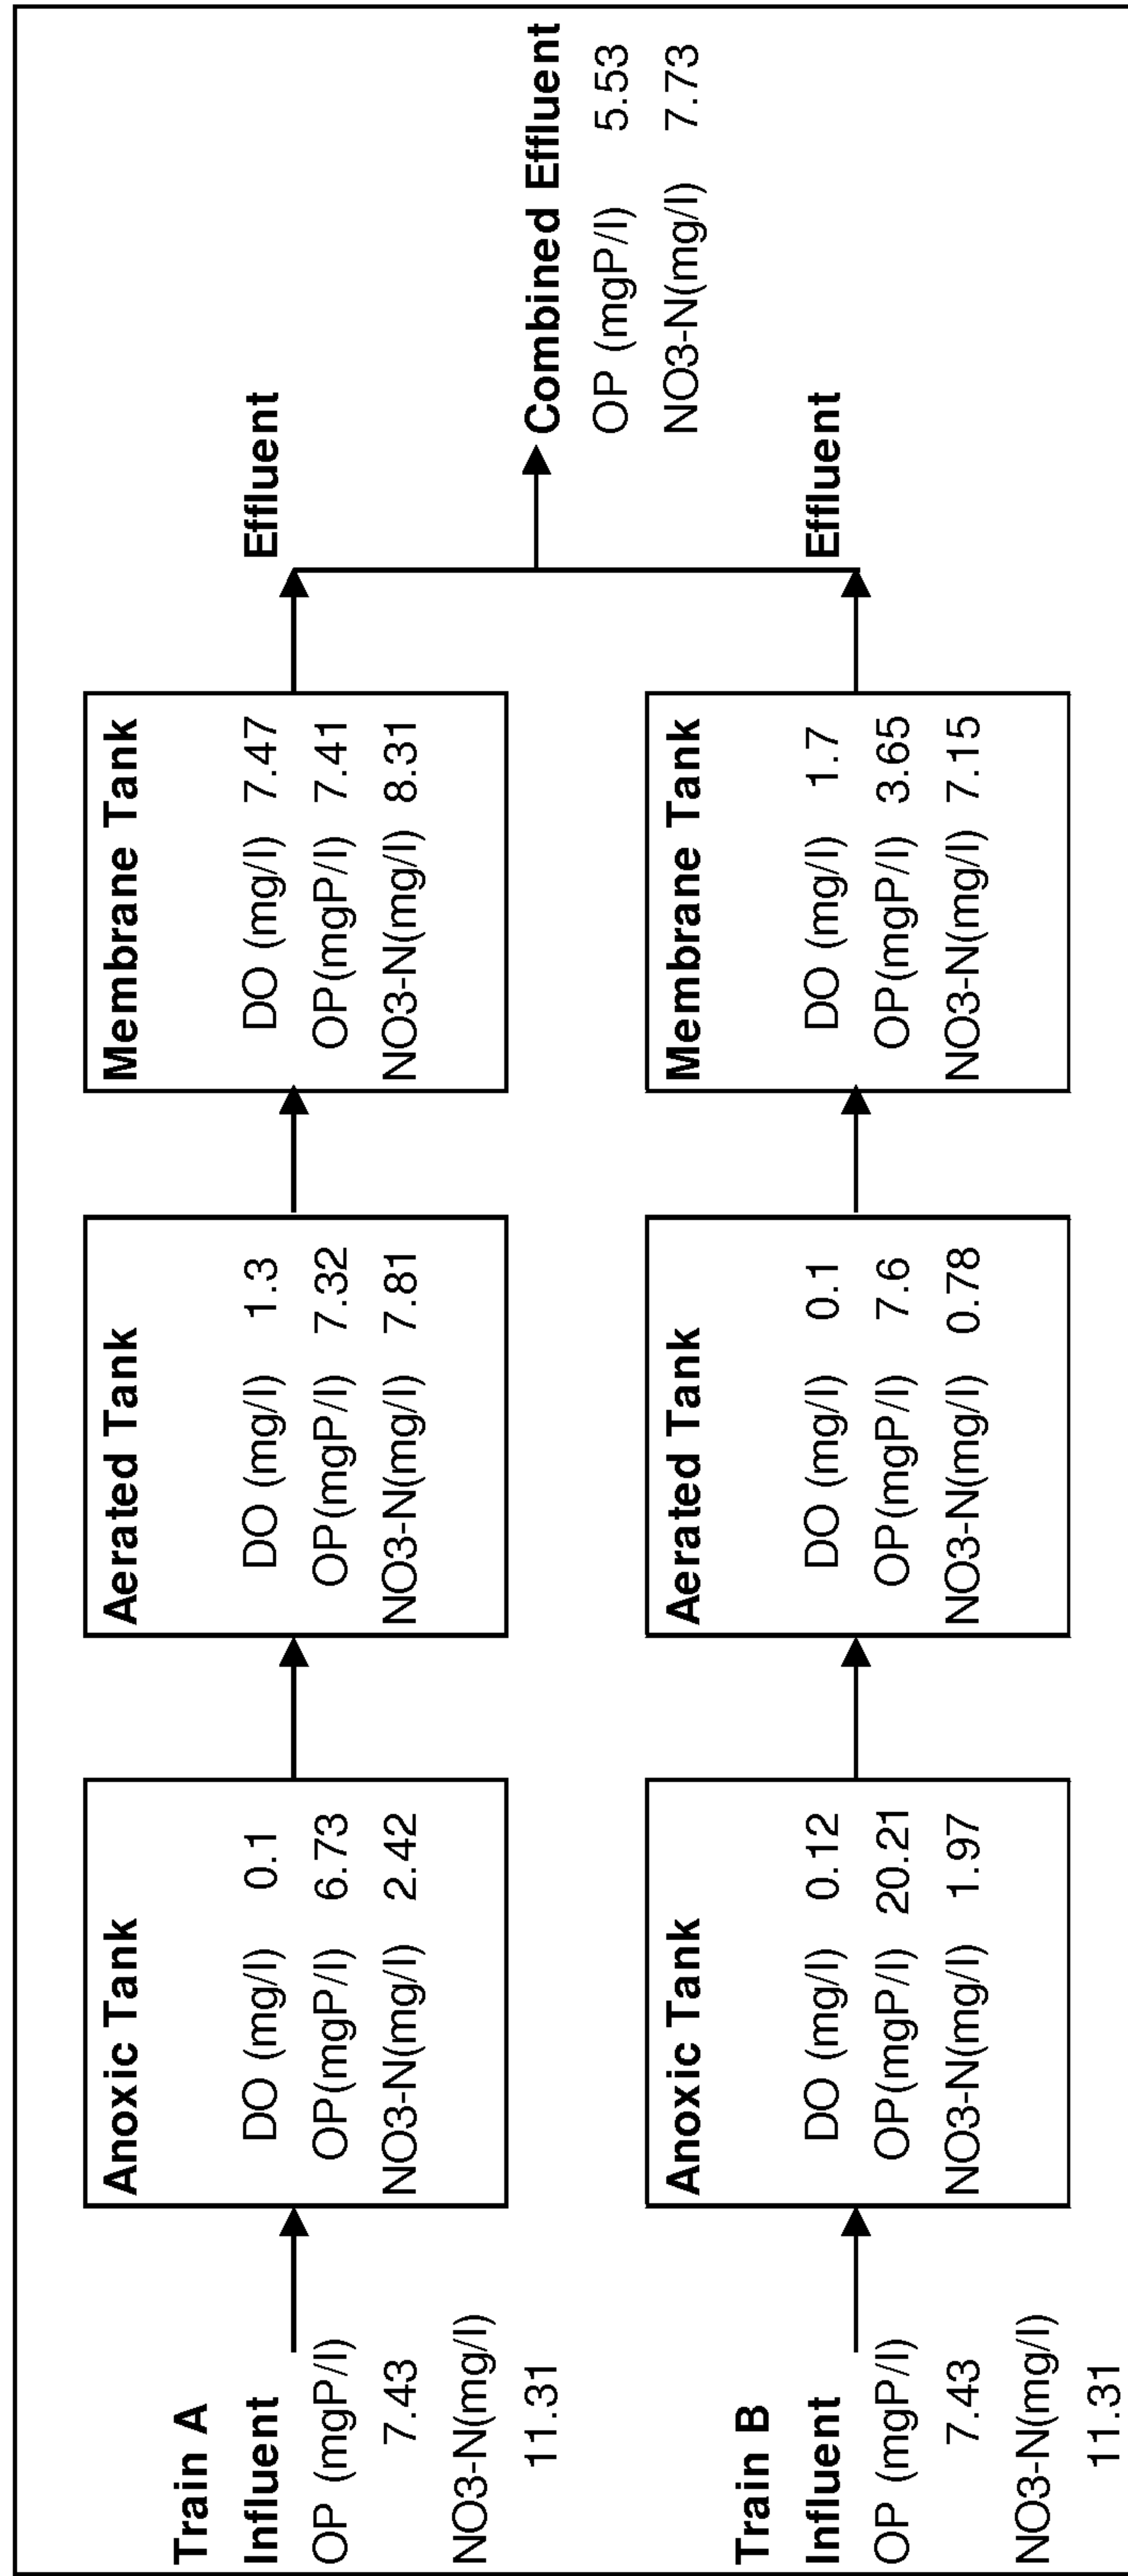 Train A
Influent
OP (mgP/l)
7.43
NO3-N(mg/l)
11.31
Anoxic Tank
DO (mg/l) 0.1
OP(mgP/l) 6.73
NO3-N(mg/l) 2.42
Aerated Tank
DO (mg/l) 1.3
OP(mgP/l) 7.32
NO3-N(mg/l) 7.81
Membrane Tank
DO (mg/l) 7.47
OP(mgP/l) 7.41
NO3-N(mg/l) 8.31
Effluent
Combined Effluent
OP (mgP/l) 5.53
NO3-N(mg/l) 7.73
Train B
Influent
OP (mgP/l)
7.43
NO3-N(mg/l)
11.31
Anoxic Tank
DO (mg/l) 0.12
OP(mgP/l) 20.21
NO3-N(mg/l) 1.97
Aerated Tank
DO (mg/l) 0.1
OP(mgP/l) 7.6
NO3-N(mg/l) 0.78
Membrane Tank
DO (mg/l) 1.7
OP(mgP/l) 3.65
NO3-N(mg/l) 7.15
Effluent